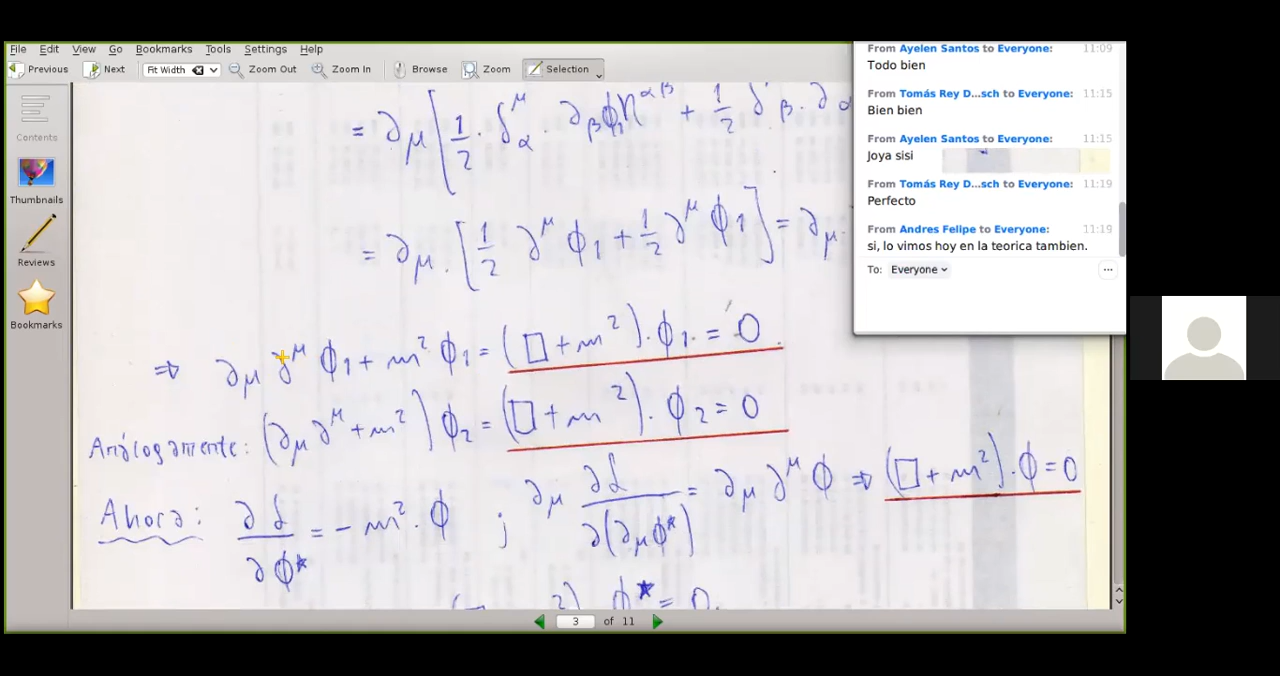 File Edit View Go Bookmarks Tools Settings Help
Previous Next Fit Width Zoom Out Zoom In Browse Zoom Selection
Contents
Thumbnails
Reviews
Bookmarks
= ∂μ [ 1/2 · δ^μ_α · ∂_β ϕ₁ η^{αβ} + 1/2 δ^μ_β · ∂_α
= ∂μ · [ 1/2 ∂^μ ϕ₁ + 1/2 ∂^μ ϕ₁ ] = ∂μ
⇒ ∂μ ∂^μ ϕ₁ + m² ϕ₁ = (□ + m²) · ϕ₁ = 0.
Análogamente: (∂μ ∂^μ + m²) ϕ₂ = (□ + m²) · ϕ₂ = 0
Ahora: ∂ℒ/∂ϕ* = - m² · ϕ ; ∂μ ∂ℒ/∂(∂μϕ*) = ∂μ ∂^μ ϕ ⇒ (□ + m²) · ϕ = 0
ϕ* = 0.
3 of 11
From Ayelen Santos to Everyone: 11:09
Todo bien
From Tomás Rey D...sch to Everyone: 11:15
Bien bien
From Ayelen Santos to Everyone: 11:15
Joya sisi
From Tomás Rey D...sch to Everyone: 11:19
Perfecto
From Andres Felipe to Everyone: 11:19
si, lo vimos hoy en la teorica tambien.
To: Everyone